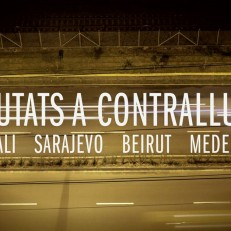 UTATS A CONTRALLU
ALI SARAJEVO BEIRUT MEDE